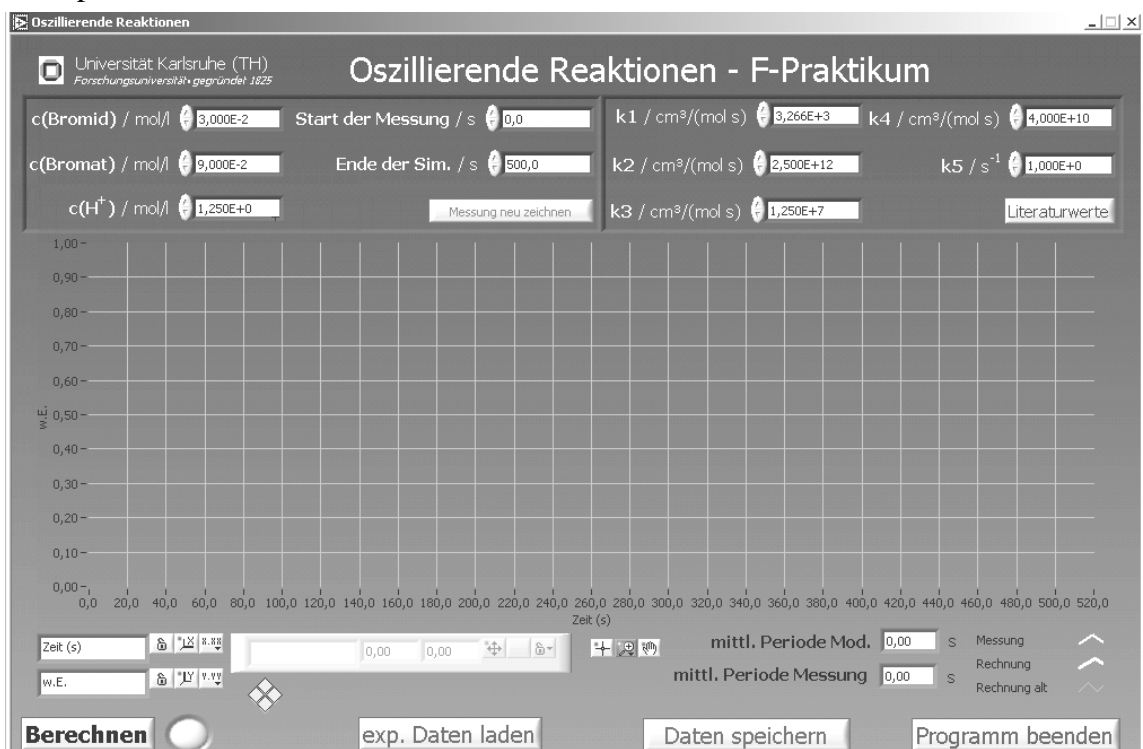 Oszillierende Reaktionen
Universität Karlsruhe (TH)
Forschungsuniversität • gegründet 1825
Oszillierende Reaktionen - F-Praktikum
c(Bromid) / mol/l 3,000E-2 Start der Messung / s 0,0 k1 / cm³/(mol s) 3,266E+3 k4 / cm³/(mol s) 4,000E+10
c(Bromat) / mol/l 9,000E-2 Ende der Sim. / s 500,0 k2 / cm³/(mol s) 2,500E+12 k5 / s⁻¹ 1,000E+0
c(H⁺) / mol/l 1,250E+0 Messung neu zeichnen k3 / cm³/(mol s) 1,250E+7 Literaturwerte
1,00
0,90
0,80
0,70
0,60
w.E. 0,50
0,40
0,30
0,20
0,10
0,00
0,0 20,0 40,0 60,0 80,0 100,0 120,0 140,0 160,0 180,0 200,0 220,0 240,0 260,0 280,0 300,0 320,0 340,0 360,0 380,0 400,0 420,0 440,0 460,0 480,0 500,0 520,0
Zeit (s)
Zeit (s) X X.XX 0,00 0,00 mittl. Periode Mod. 0,00 s Messung
w.E. Y Y.YY mittl. Periode Messung 0,00 s Rechnung
Rechnung alt
Berechnen exp. Daten laden Daten speichern Programm beenden